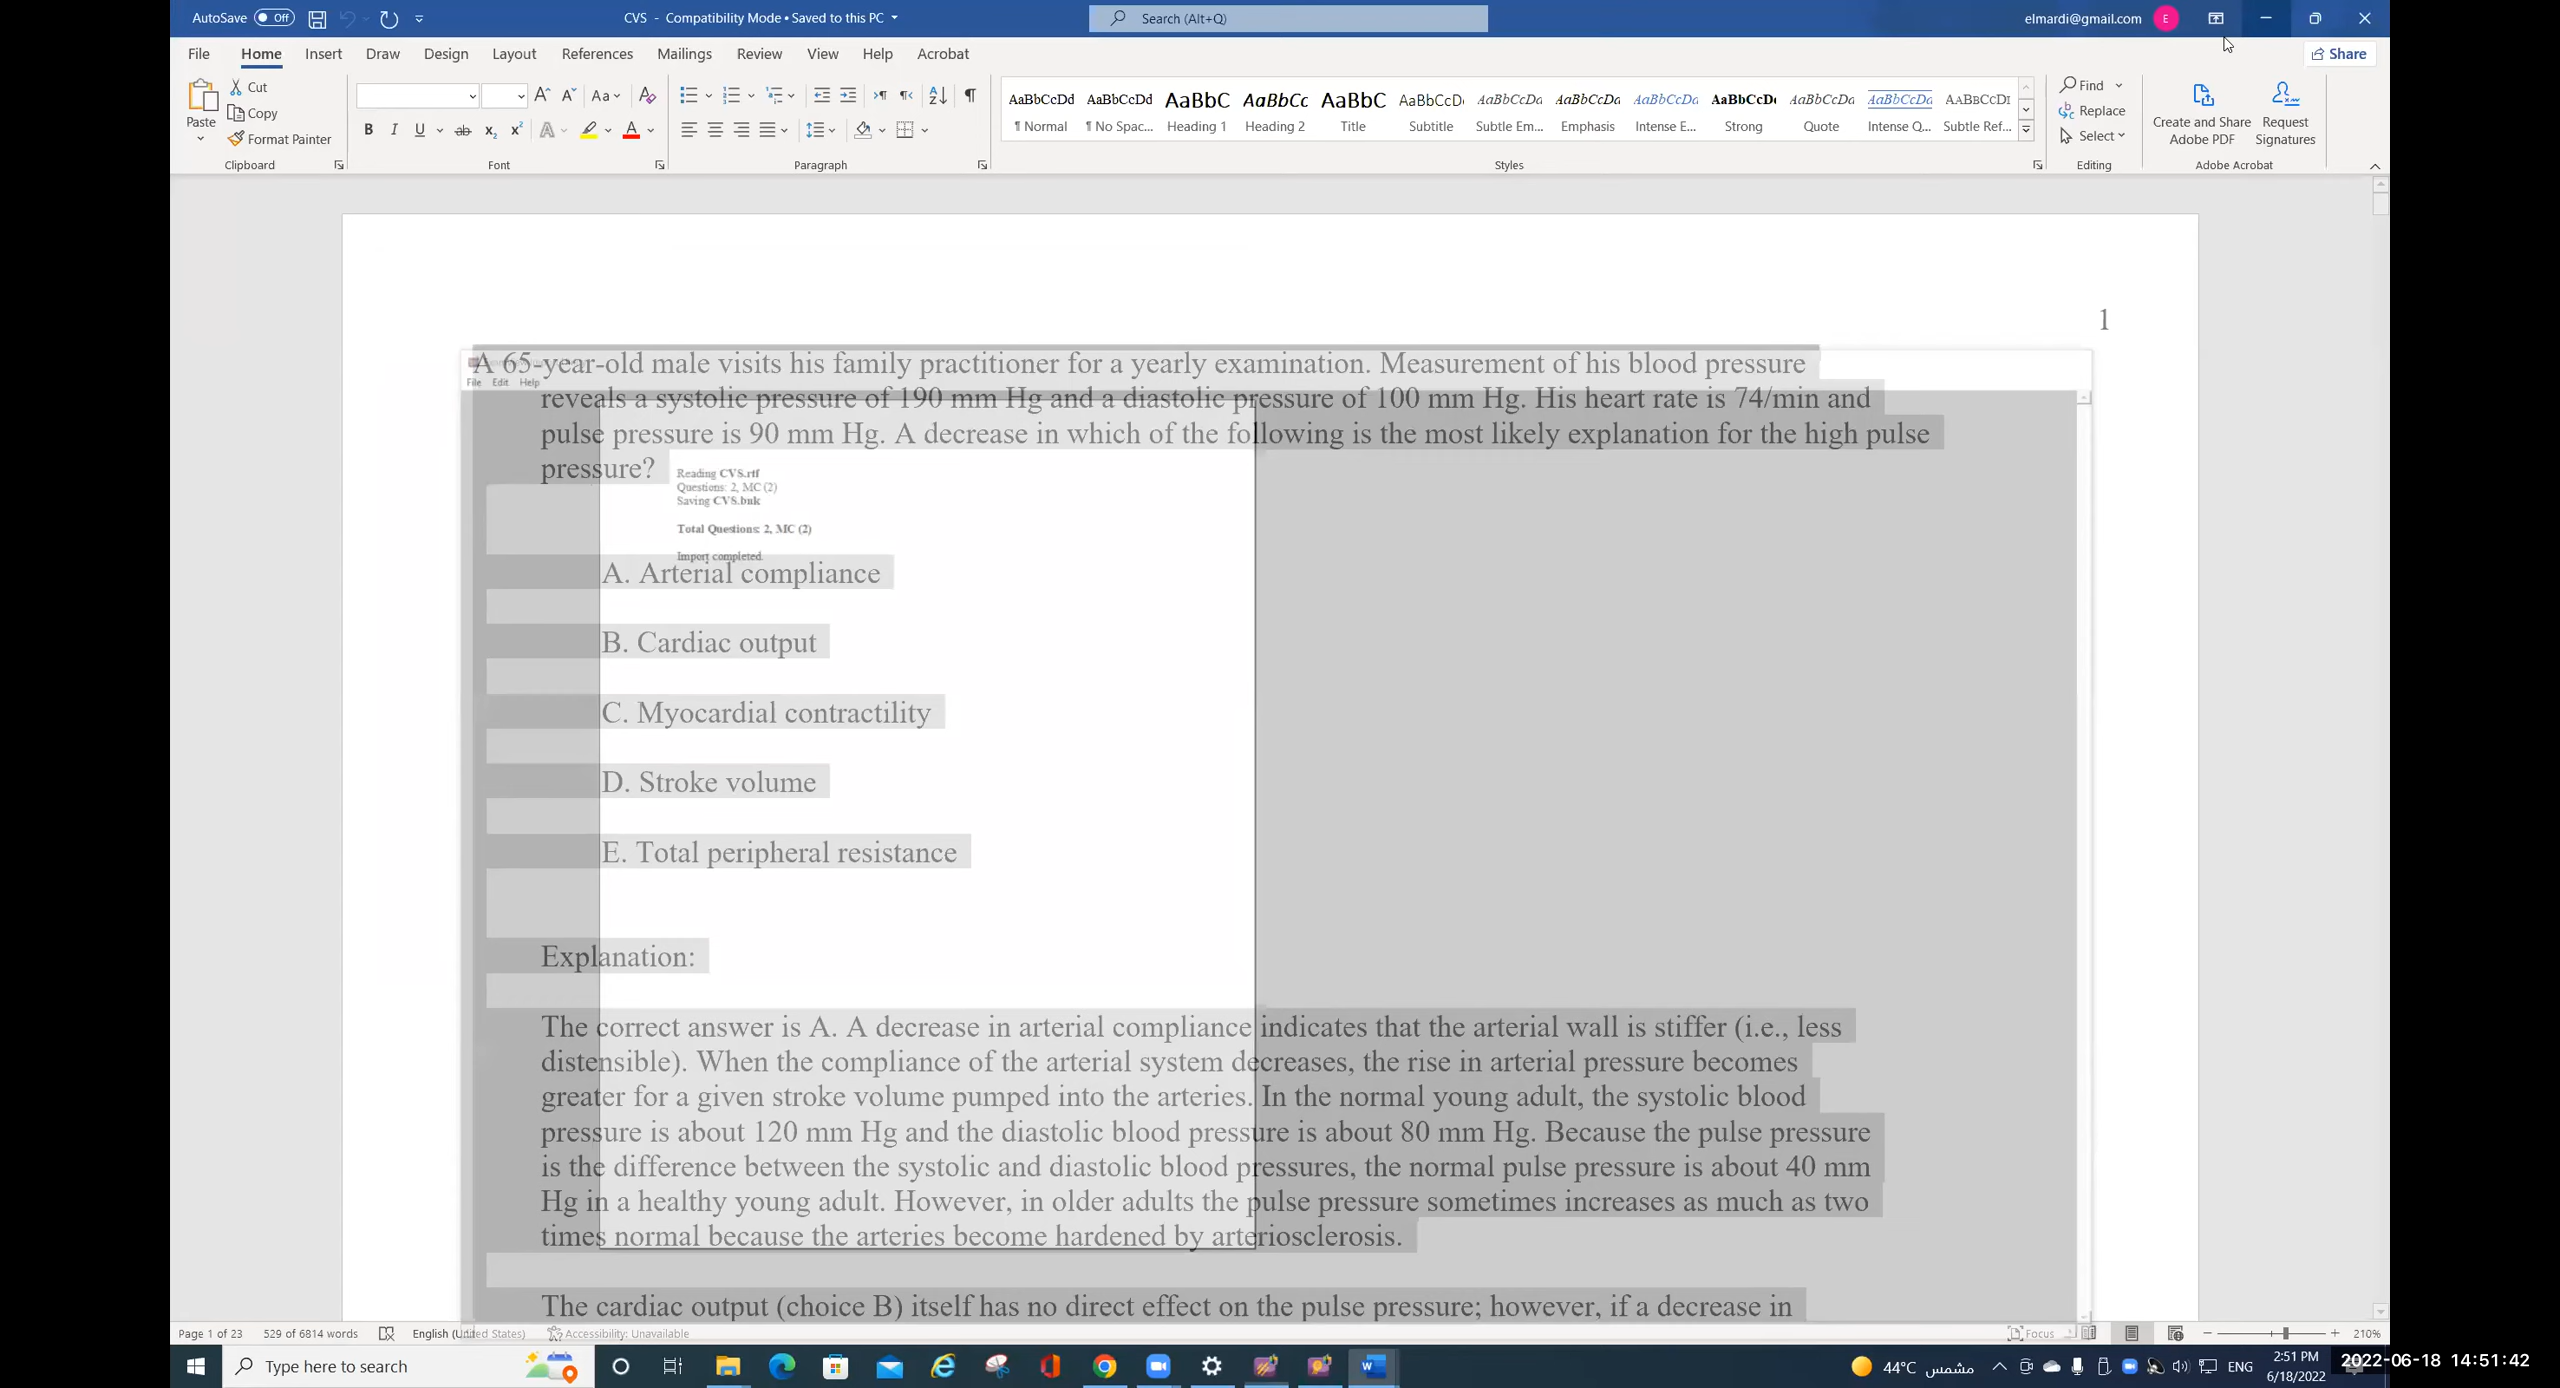 AutoSave Off
CVS - Compatibility Mode • Saved to this PC
Search (Alt+Q)
elmardi@gmail.com E
File Home Insert Draw Design Layout References Mailings Review View Help Acrobat
Share
Paste
Cut
Copy
Format Painter
Clipboard
Font
Paragraph
AaBbCcDd
¶ Normal
AaBbCcDd
¶ No Spac...
AaBbC
Heading 1
AaBbCc
Heading 2
AaBbC
Title
AaBbCcD
Subtitle
AaBbCcDd
Subtle Em...
AaBbCcDd
Emphasis
AaBbCcDd
Intense E...
AaBbCcDd
Strong
AaBbCcDd
Quote
AaBbCcDd
Intense Q...
AABBCCDD
Subtle Ref...
Styles
Find
Replace
Select
Editing
Create and Share
Adobe PDF
Request
Signatures
Adobe Acrobat
1
A 65-year-old male visits his family practitioner for a yearly examination. Measurement of his blood pressure
File Edit Help
reveals a systolic pressure of 190 mm Hg and a diastolic pressure of 100 mm Hg. His heart rate is 74/min and
pulse pressure is 90 mm Hg. A decrease in which of the following is the most likely explanation for the high pulse
pressure?
Reading CVS.rtf
Questions: 2, MC (2)
Saving CVS.bnk
Total Questions: 2, MC (2)
Import completed.
A. Arterial compliance
B. Cardiac output
C. Myocardial contractility
D. Stroke volume
E. Total peripheral resistance
Explanation:
The correct answer is A. A decrease in arterial compliance indicates that the arterial wall is stiffer (i.e., less
distensible). When the compliance of the arterial system decreases, the rise in arterial pressure becomes
greater for a given stroke volume pumped into the arteries. In the normal young adult, the systolic blood
pressure is about 120 mm Hg and the diastolic blood pressure is about 80 mm Hg. Because the pulse pressure
is the difference between the systolic and diastolic blood pressures, the normal pulse pressure is about 40 mm
Hg in a healthy young adult. However, in older adults the pulse pressure sometimes increases as much as two
times normal because the arteries become hardened by arteriosclerosis.
The cardiac output (choice B) itself has no direct effect on the pulse pressure; however, if a decrease in
Page 1 of 23 529 of 6814 words English (United States) Accessibility: Unavailable
Focus
210%
Type here to search
44°C مشمس
ENG
2:51 PM
6/18/2022
2022-06-18 14:51:42